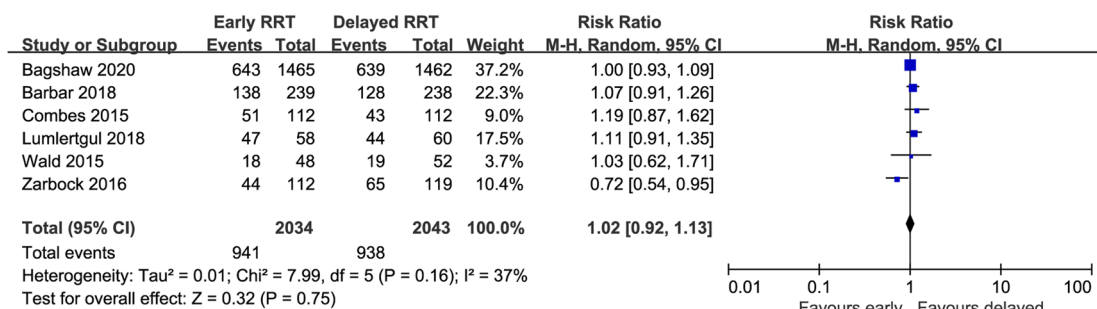 Early RRT Delayed RRT Risk Ratio Risk Ratio
Study or Subgroup Events Total Events Total Weight M-H, Random, 95% CI M-H, Random, 95% CI
Bagshaw 2020 643 1465 639 1462 37.2% 1.00 [0.93, 1.09]
Barbar 2018 138 239 128 238 22.3% 1.07 [0.91, 1.26]
Combes 2015 51 112 43 112 9.0% 1.19 [0.87, 1.62]
Lumlertgul 2018 47 58 44 60 17.5% 1.11 [0.91, 1.35]
Wald 2015 18 48 19 52 3.7% 1.03 [0.62, 1.71]
Zarbock 2016 44 112 65 119 10.4% 0.72 [0.54, 0.95]
Total (95% CI) 2034 2043 100.0% 1.02 [0.92, 1.13]
Total events 941 938
Heterogeneity: Tau² = 0.01; Chi² = 7.99, df = 5 (P = 0.16); I² = 37%
Test for overall effect: Z = 0.32 (P = 0.75)
0.01 0.1 1 10 100
Favours early Favours delayed